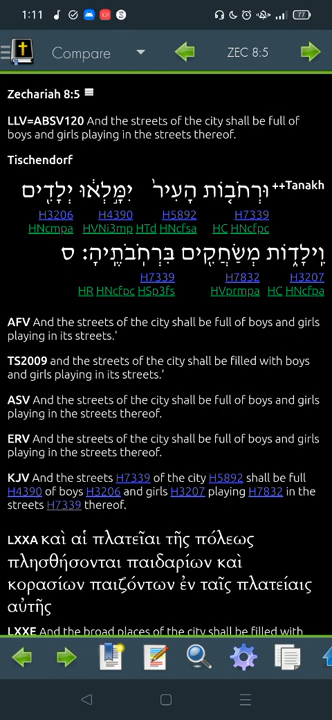 1:11
77
Compare
ZEC 8:5
Zechariah 8:5
LLV=ABSV120 And the streets of the city shall be full of
boys and girls playing in the streets thereof.
Tischendorf
++Tanakh וּרְחֹב֤וֹת הָעִיר֙ יִמָּ֣לְא֔וּ יְלָדִ֖ים
H3206 H4390 H5892 H7339
HNcmpa HVNi3mp HTd HNcfsa HC HNcfpc
וִֽילָד֑וֹת מְשַׂחֲקִ֖ים בִּרְחֹֽבֹתֶֽיהָ׃ ס
H7339 H7832 H3207
HR HNcfpc HSp3fs HVprmpa HC HNcfpa
AFV And the streets of the city shall be full of boys and girls
playing in its streets.'
TS2009 and the streets of the city shall be filled with boys
and girls playing in its streets.’
ASV And the streets of the city shall be full of boys and girls
playing in the streets thereof.
ERV And the streets of the city shall be full of boys and girls
playing in the streets thereof.
KJV And the streets H7339 of the city H5892 shall be full
H4390 of boys H3206 and girls H3207 playing H7832 in the
streets H7339 thereof.
LXXA καὶ αἱ πλατεῖαι τῆς πόλεως
πλησθήσονται παιδαρίων καὶ
κορασίων παιζόντων ἐν ταῖς πλατείαις
αὐτῆς
LXXE And the broad places of the city shall be filled with